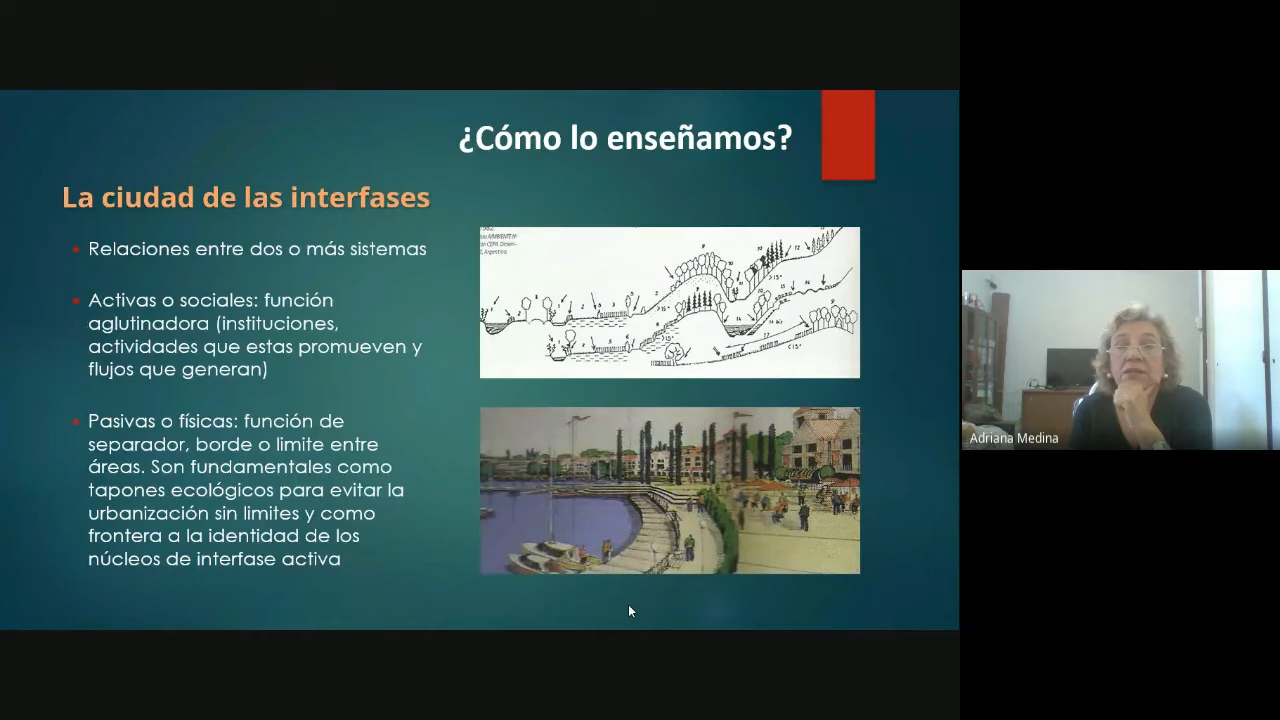 ¿Cómo lo enseñamos?
La ciudad de las interfases
Relaciones entre dos o más sistemas
Activas o sociales: función
aglutinadora (instituciones,
actividades que estas promueven y
flujos que generan)
Pasivas o físicas: función de
separador, borde o limite entre
áreas. Son fundamentales como
tapones ecológicos para evitar la
urbanización sin limites y como
frontera a la identidad de los
núcleos de interfase activa
Adriana Medina